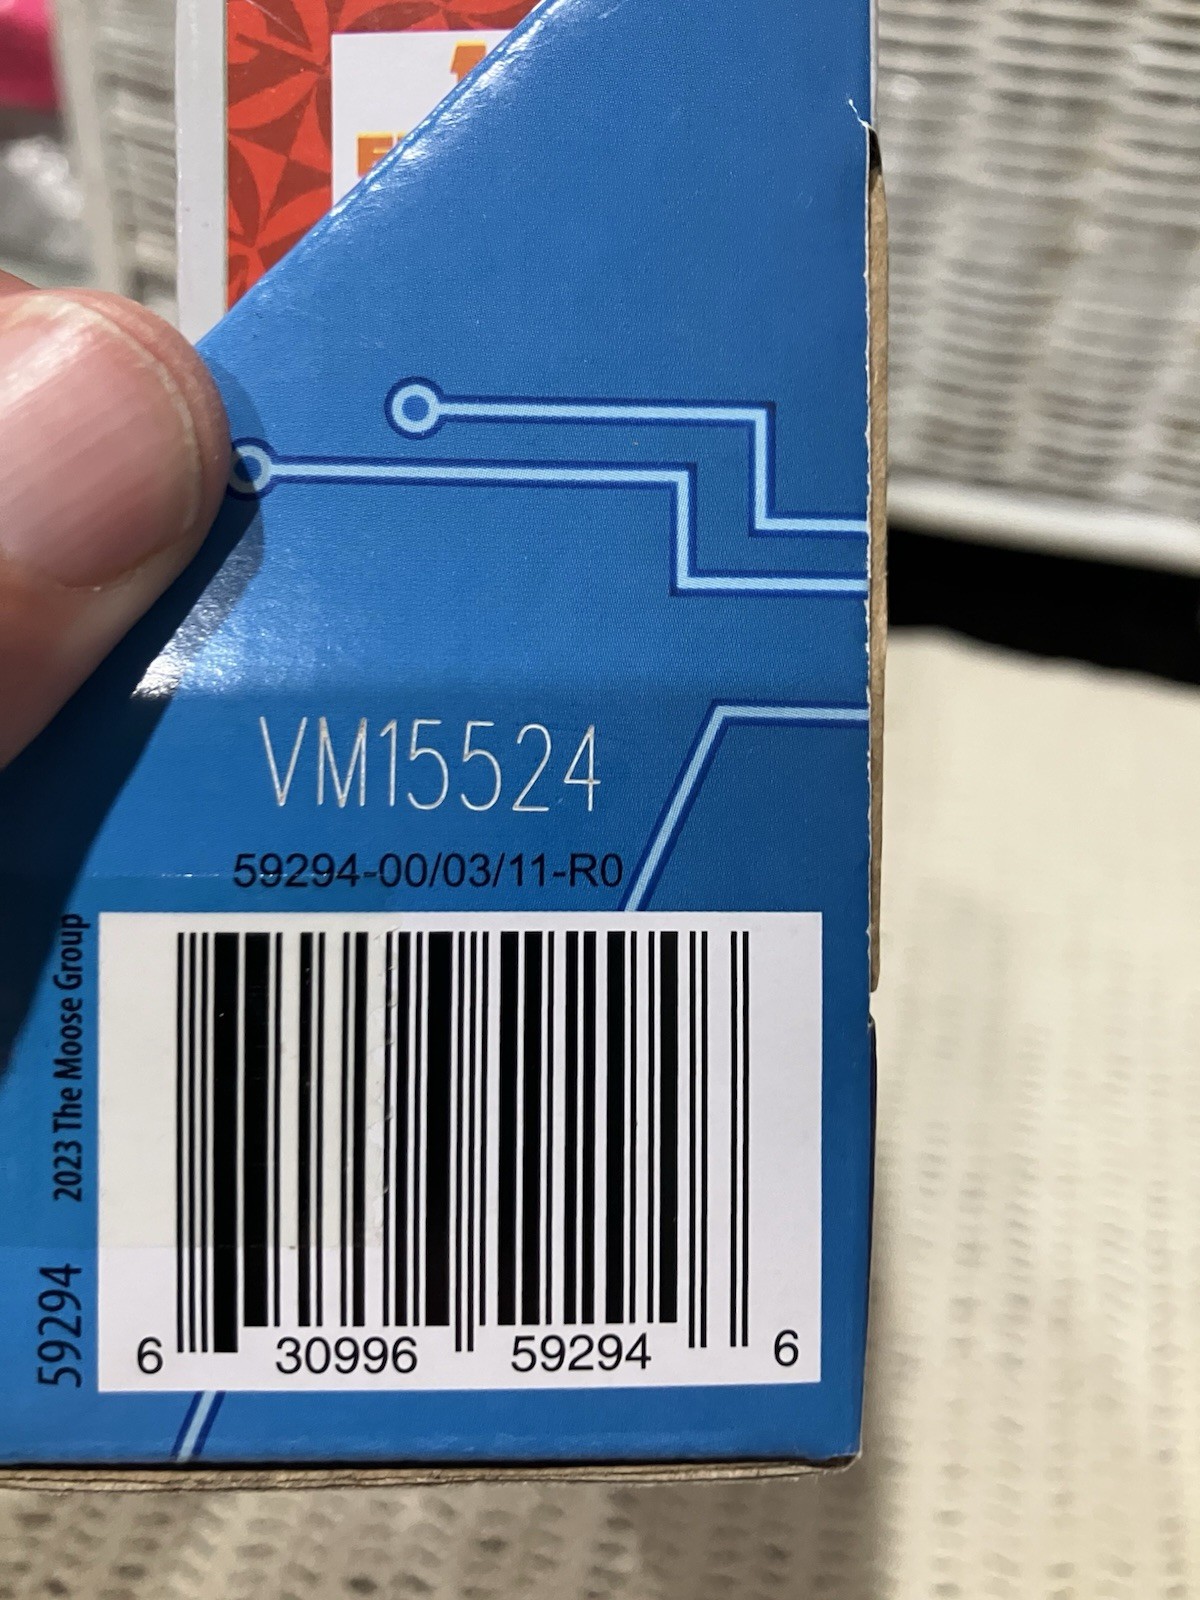 VM15524
59294-00/03/11-R0
2023 The Moose Group
59294
6 30996 59294 6